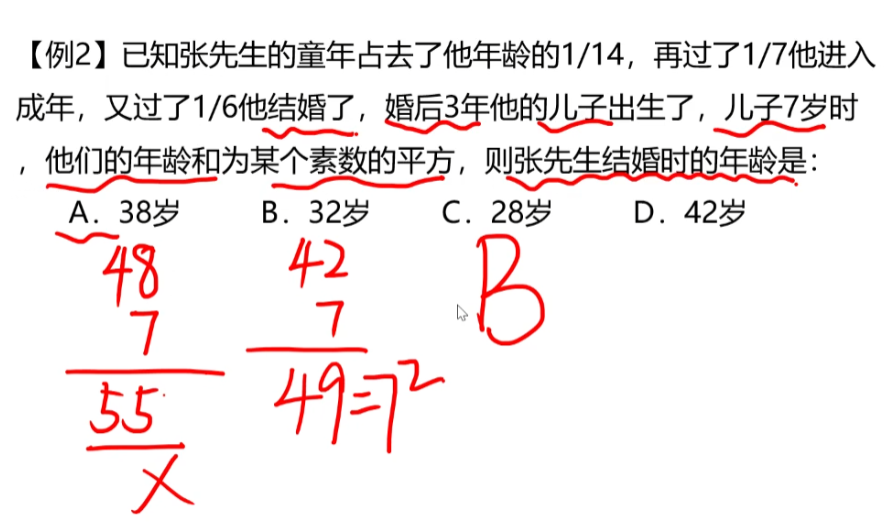 【例2】已知张先生的童年占去了他年龄的1/14，再过了1/7他进入
成年，又过了1/6他结婚了，婚后3年他的儿子出生了，儿子7岁时
，他们的年龄和为某个素数的平方，则张先生结婚时的年龄是：
A．38岁 B．32岁 C．28岁 D．42岁
48 42 B
7 7
55 49=7²
X